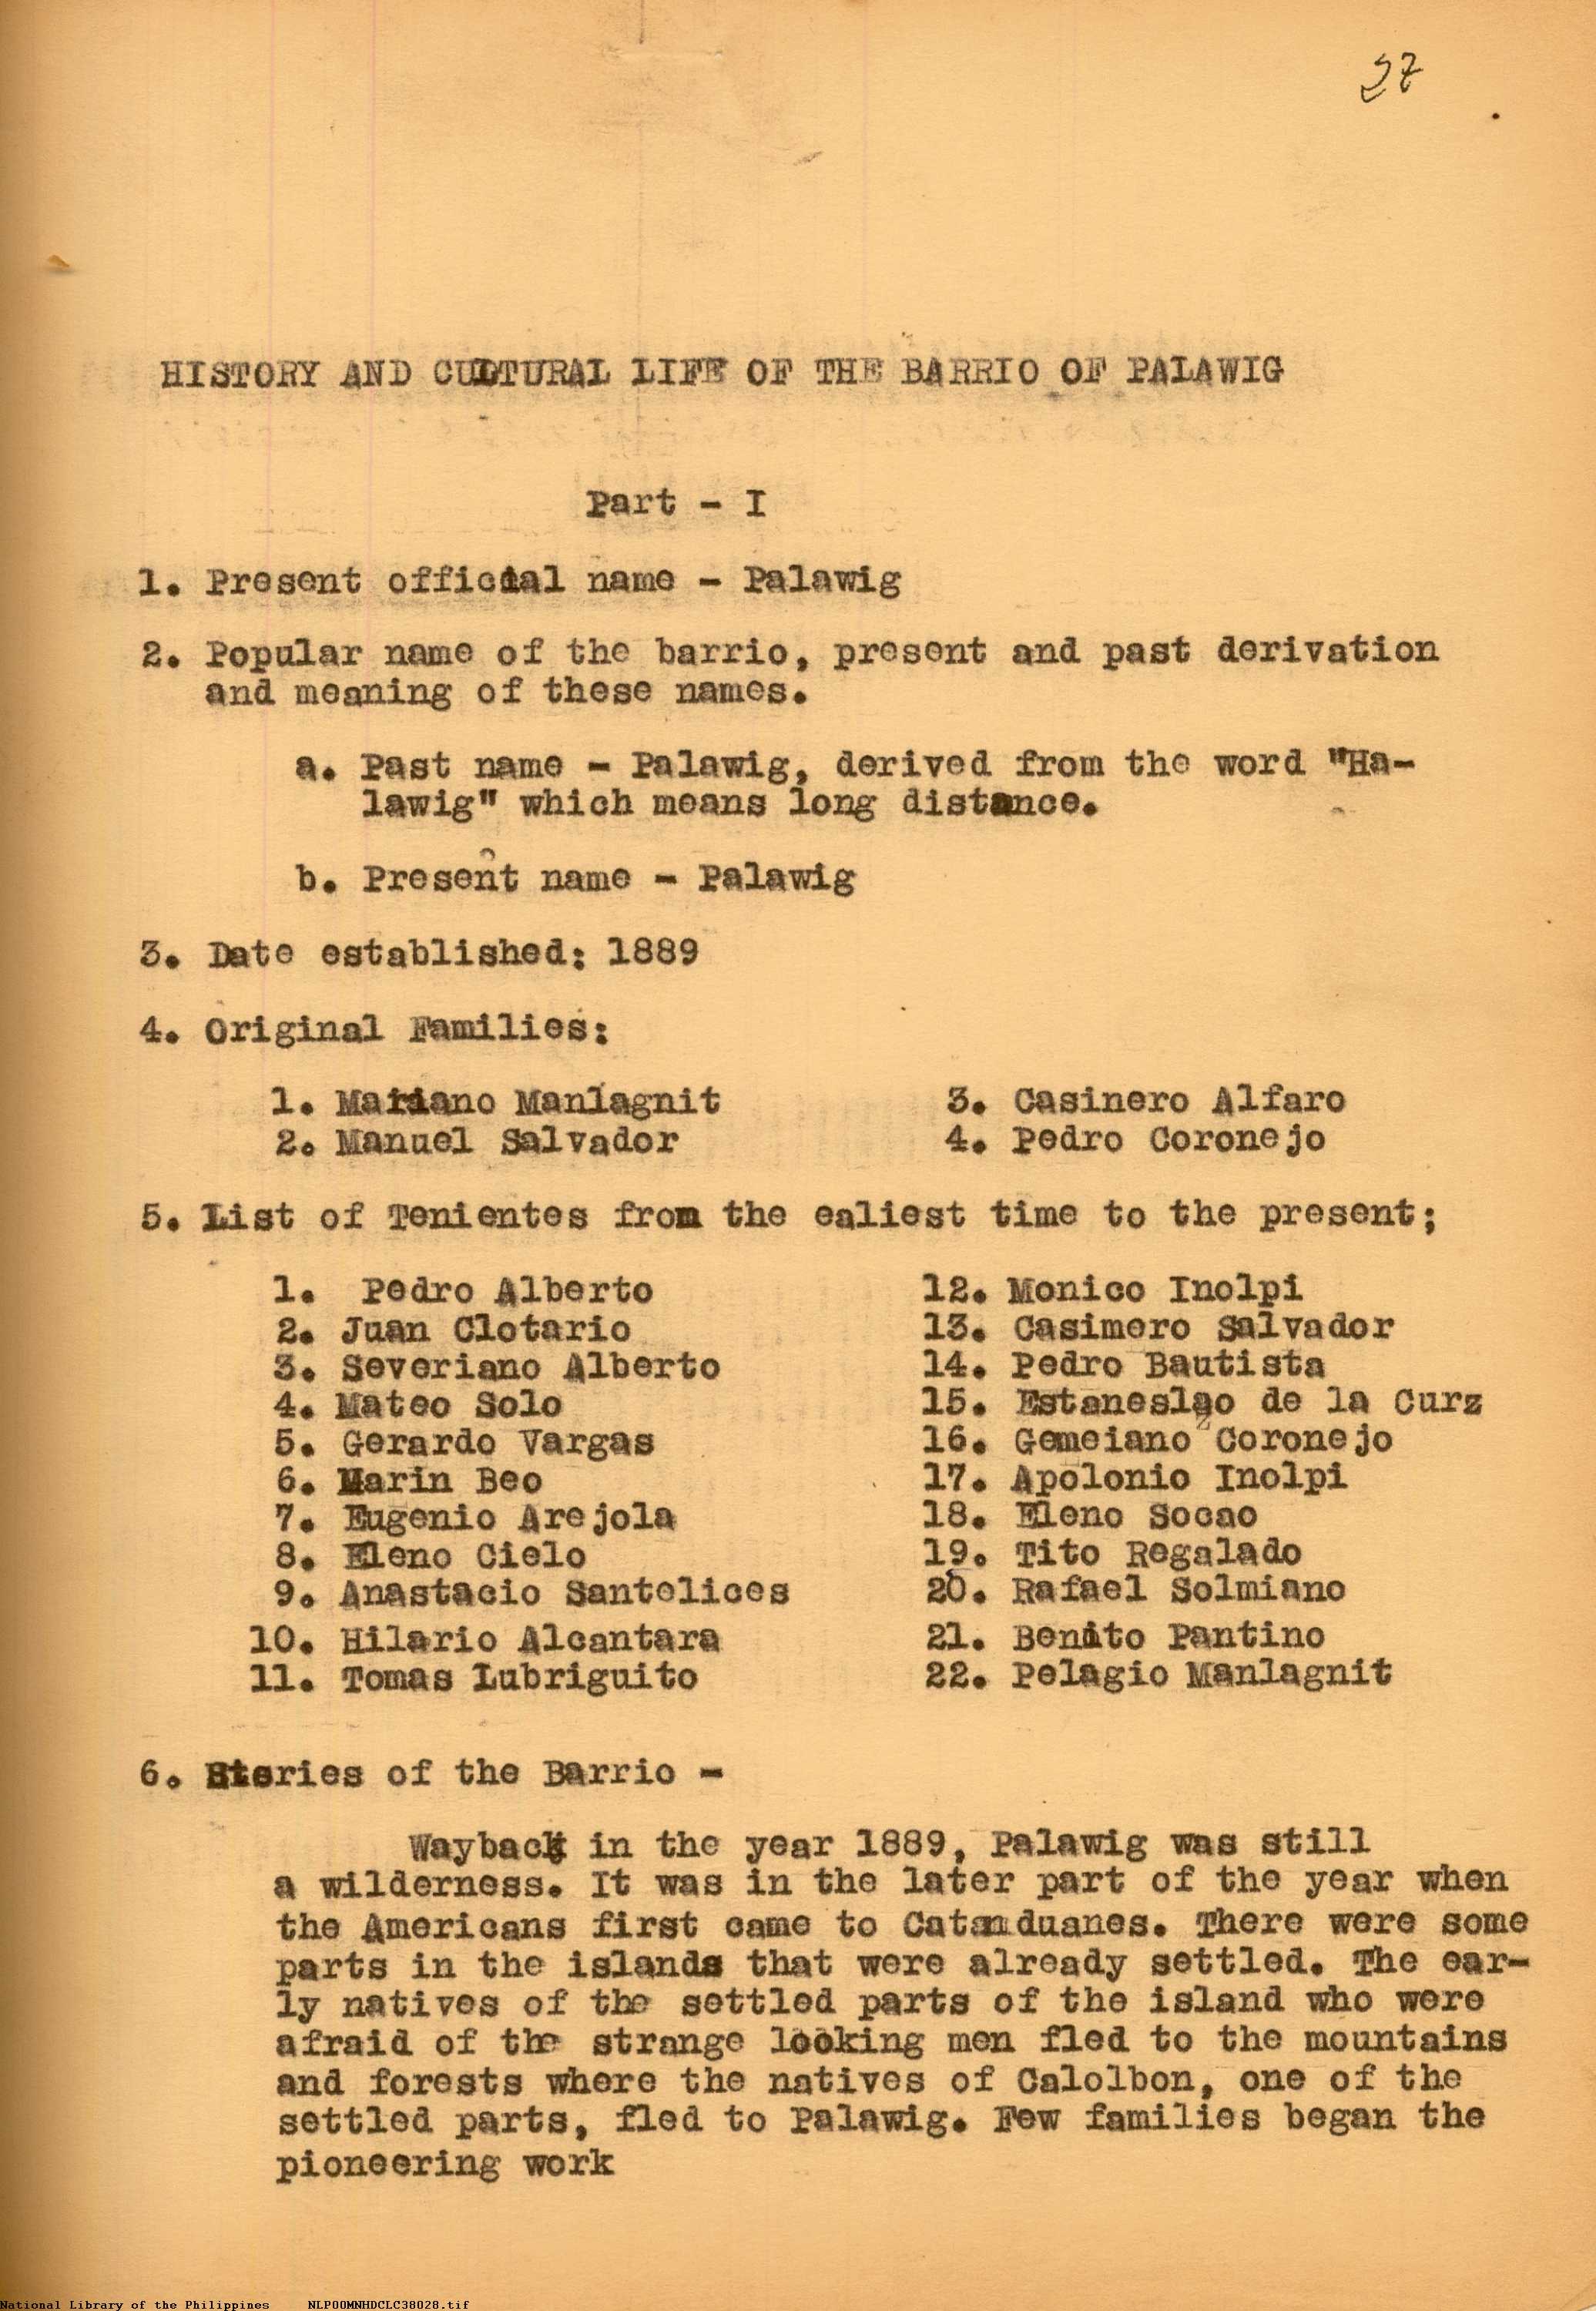 37
HISTORY AND CULTURAL LIFE OF THE BARRIO OF PALAWIG
Part - I
1. Present official name - Palawig
2. Popular name of the barrio, present and past derivation
and meaning of these names.
a. Past name - Palawig, derived from the word "Ha-
lawig" which means long distance.
b. Present name - Palawig
3. Date established: 1889
4. Original Families:
1. Mariano Manlagnit
2. Manuel Salvador
3. Casinero Alfaro
4. Pedro Coronejo
5. List of Tenientes from the ealiest time to the present;
1. Pedro Alberto
2. Juan Clotario
3. Severiano Alberto
4. Mateo Solo
5. Gerardo Vargas
6. Marin Beo
7. Eugenio Arejola
8. Eleno Cielo
9. Anastacio Santelices
10. Hilario Alcantara
11. Tomas Lubriguito
12. Monico Inolpi
13. Casimero Salvador
14. Pedro Bautista
15. Estaneslao de la Curz
16. Gemeiano Coronejo
17. Apolonio Inolpi
18. Eleno Socao
19. Tito Regalado
20. Rafael Solmiano
21. Benito Pantino
22. Pelagio Manlagnit
6. Stories of the Barrio -
Wayback in the year 1889, Palawig was still
a wilderness. It was in the later part of the year when
the Americans first came to Catanduanes. There were some
parts in the islands that were already settled. The ear-
ly natives of the settled parts of the island who were
afraid of the strange looking men fled to the mountains
and forests where the natives of Calolbon, one of the
settled parts, fled to Palawig. Few families began the
pioneering work
National Library of the Philippines NLP00MNHDCLC38028.tif